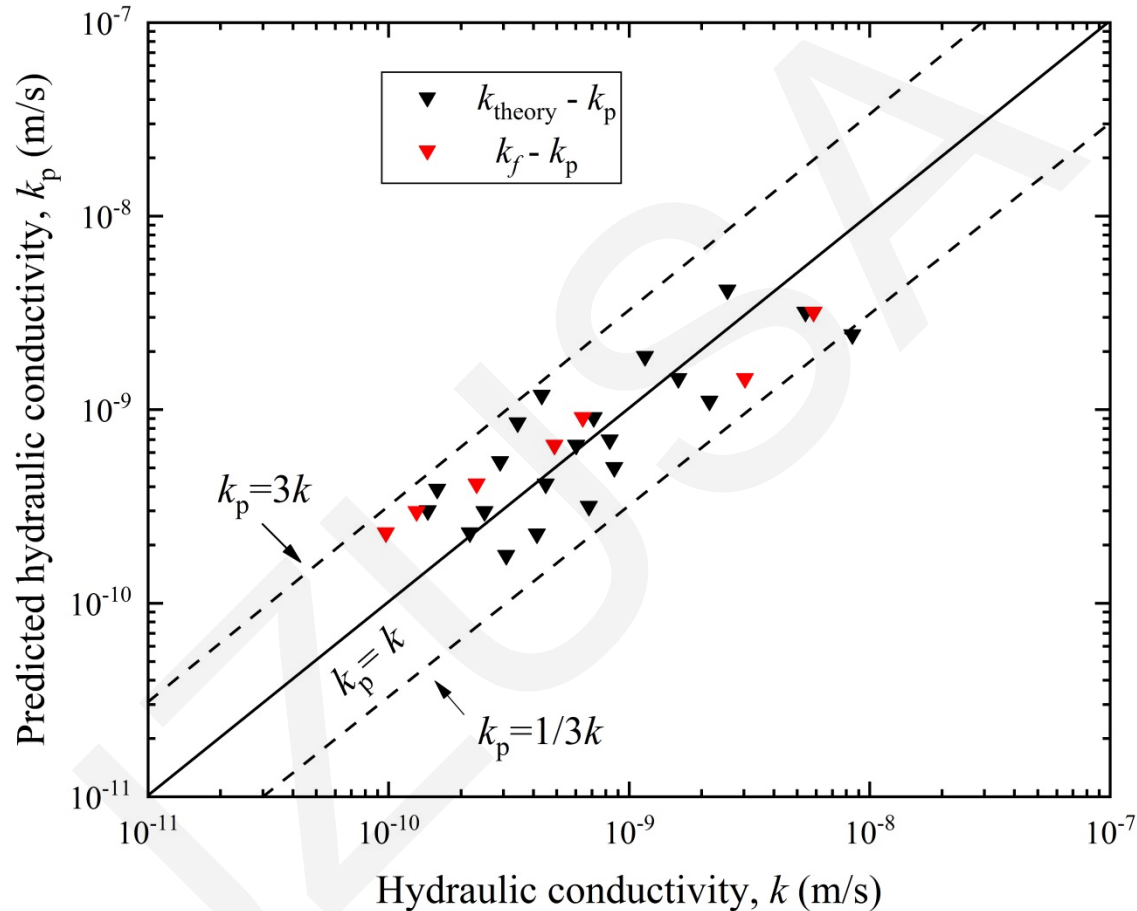 10⁻⁷
k_theory - k_p
k_f - k_p
10⁻⁸
Predicted hydraulic conductivity, k_p (m/s)
10⁻⁹
k_p=3k
10⁻¹⁰
k_p= k
k_p=1/3k
10⁻¹¹
10⁻¹¹ 10⁻¹⁰ 10⁻⁹ 10⁻⁸ 10⁻⁷
Hydraulic conductivity, k (m/s)
JZUSA